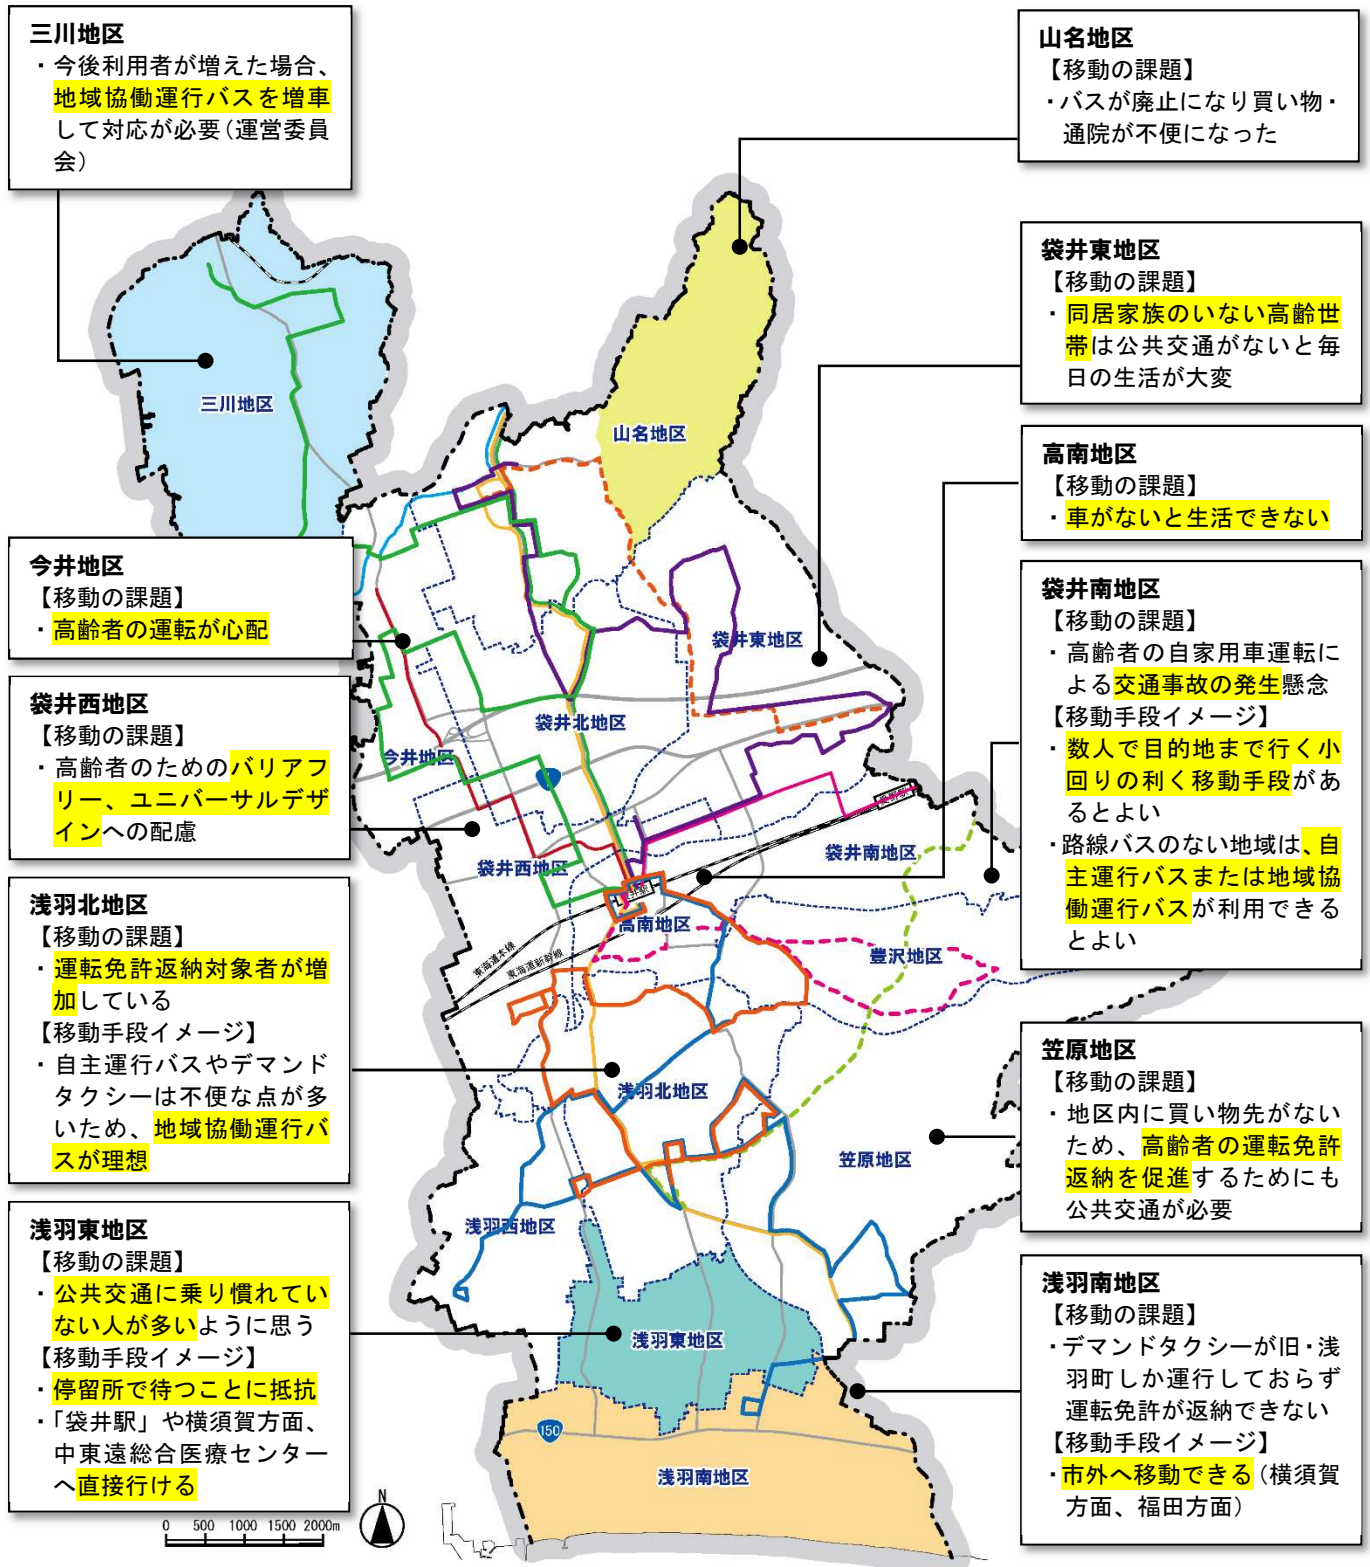 三川地区
・今後利用者が増えた場合、
地域協働運行バスを増車
して対応が必要(運営委員
会)
今井地区
【移動の課題】
・高齢者の運転が心配
袋井西地区
【移動の課題】
・高齢者のためのバリアフ
リー、ユニバーサルデザ
インへの配慮
浅羽北地区
【移動の課題】
・運転免許返納対象者が増
加している
【移動手段イメージ】
・自主運行バスやデマンド
タクシーは不便な点が多
いため、地域協働運行バ
スが理想
浅羽東地区
【移動の課題】
・公共交通に乗り慣れてい
ない人が多いように思う
【移動手段イメージ】
・停留所で待つことに抵抗
・「袋井駅」や横須賀方面、
中東遠総合医療センター
へ直接行ける
山名地区
【移動の課題】
・バスが廃止になり買い物・
通院が不便になった
袋井東地区
【移動の課題】
・同居家族のいない高齢世
帯は公共交通がないと毎
日の生活が大変
高南地区
【移動の課題】
・車がないと生活できない
袋井南地区
【移動の課題】
・高齢者の自家用車運転に
よる交通事故の発生懸念
【移動手段イメージ】
・数人で目的地まで行く小
回りの利く移動手段があ
るとよい
・路線バスのない地域は、自
主運行バスまたは地域協
働運行バスが利用できる
とよい
笠原地区
【移動の課題】
・地区内に買い物先がない
ため、高齢者の運転免許
返納を促進するためにも
公共交通が必要
浅羽南地区
【移動の課題】
・デマンドタクシーが旧・浅
羽町しか運行しておらず
運転免許が返納できない
【移動手段イメージ】
・市外へ移動できる(横須賀
方面、福田方面)
三川地区
山名地区
袋井東地区
袋井北地区
今井地区
袋井西地区
袋井南地区
高南地区
豊沢地区
東海道本線
東海道新幹線
浅羽北地区
笠原地区
浅羽西地区
浅羽東地区
150
浅羽南地区
0 500 1000 1500 2000m
N